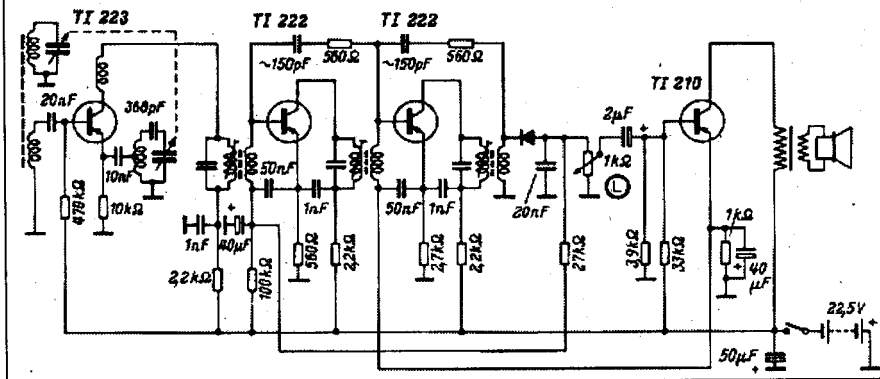 TI 223
TI 222
TI 222
~150pF
560Ω
~150pF
560Ω
TI 210
20nF
368pF
2µF
+
10nF
50nF
1nF
50nF
1nF
1kΩ
L
20nF
470kΩ
10kΩ
1nF
+
40µF
560Ω
2,2kΩ
2,7kΩ
2,2kΩ
27kΩ
3,9kΩ
33kΩ
1kΩ
+
40
µF
2,2kΩ
100kΩ
22,5V
+
50µF
+